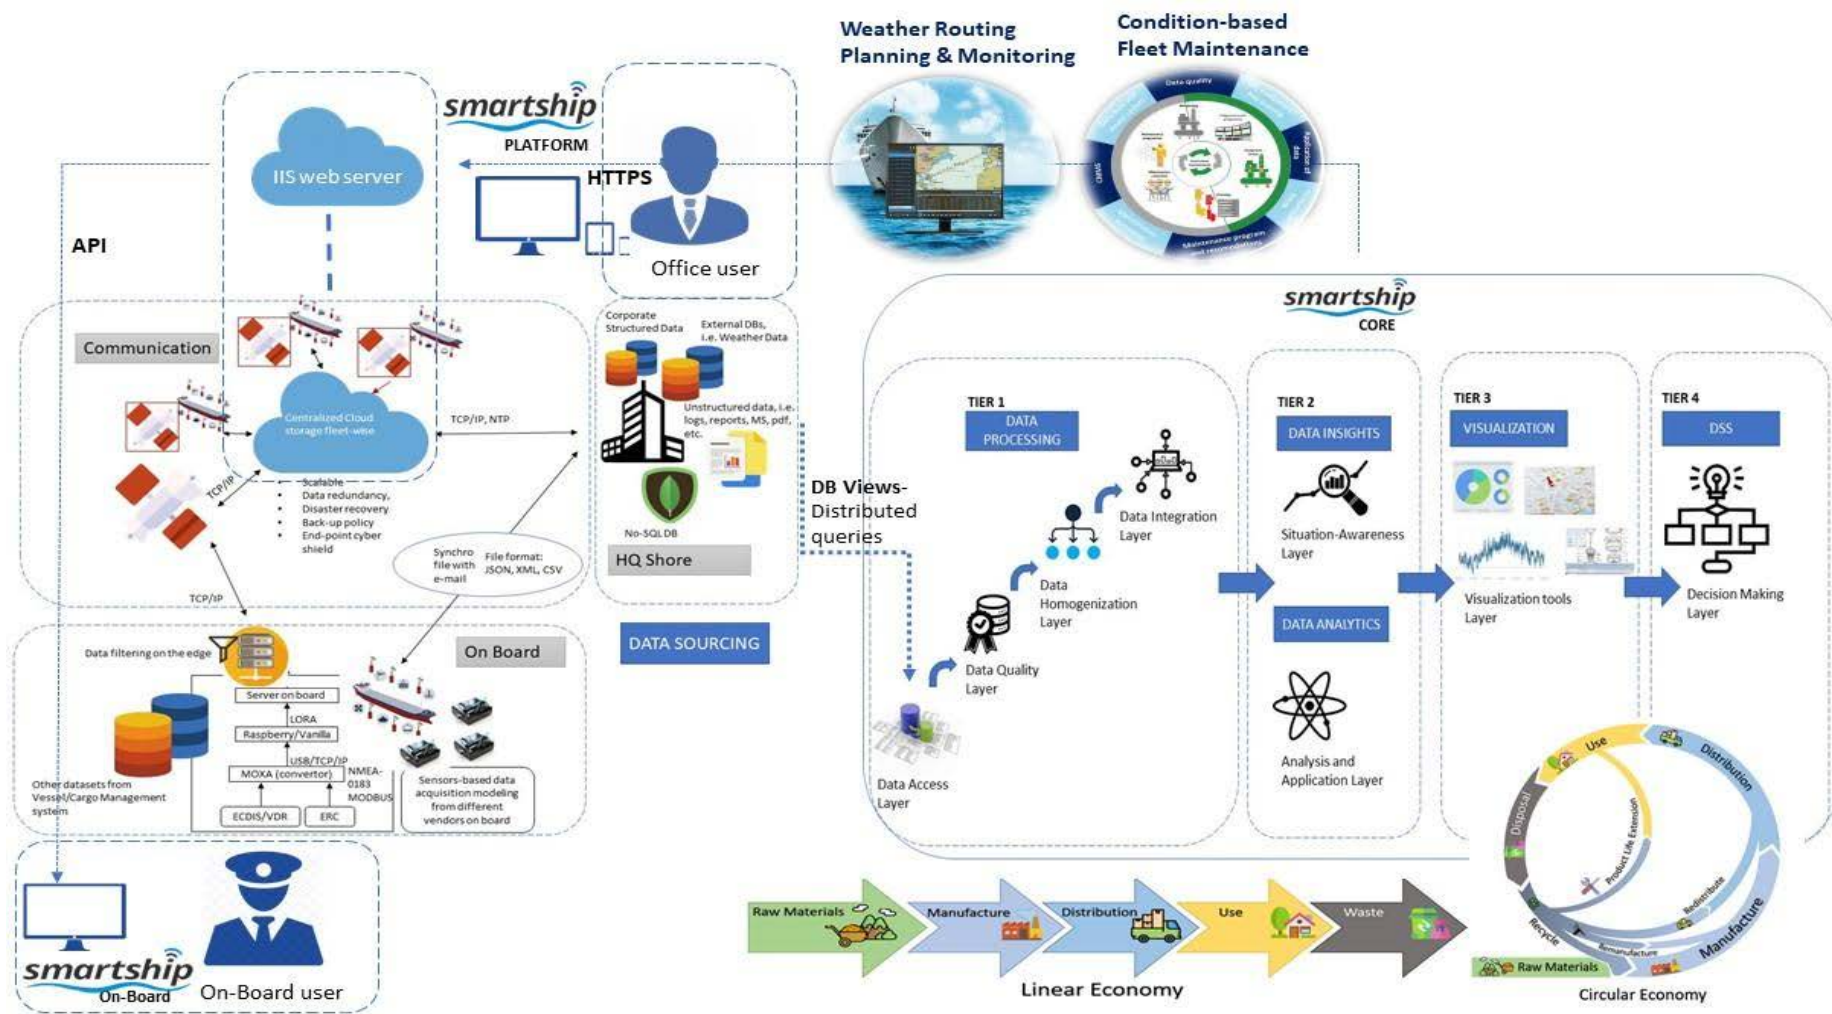 Weather Routing
Planning & Monitoring
Condition-based
Fleet Maintenance
smartship
PLATFORM
HTTPS
IIS web server
Office user
API
Data quality
Application of
data
CMMS
Maintenance program
Communication
Centralized Cloud
storage fleet-wise
TCP/IP, NTP
TCP/IP
Scalable
Data redundancy,
Disaster recovery
Back-up policy
End-point cyber
shield
Synchro
file with
e-mail
File format:
JSON, XML, CSV
TCP/IP
Corporate
Structured Data
External DBs,
i.e. Weather Data
Unstructured data, i.e.
logs, reports, MS, pdf,
etc.
No-SQL DB
HQ Shore
DATA SOURCING
DB Views-
Distributed
queries
On Board
Data filtering on the edge
Server on board
LORA
Raspberry/Vanilla
USB/TCP/IP
MOXA (convertor)
NMEA-
0183
MODBUS
ECDIS/VDR
ERC
Other datasets from
Vessel/Cargo Management
system
Sensors-based data
acquisition modeling
from different
vendors on board
smartship
On-Board
On-Board user
smartship
CORE
TIER 1
DATA
PROCESSING
Data Access
Layer
Data Quality
Layer
Data
Homogenization
Layer
Data Integration
Layer
TIER 2
DATA INSIGHTS
Situation-Awareness
Layer
DATA ANALYTICS
Analysis and
Application Layer
TIER 3
VISUALIZATION
Visualization tools
Layer
TIER 4
DSS
Decision Making
Layer
Raw Materials
Manufacture
Distribution
Use
Waste
Linear Economy
Use
Distribution
Disposal
Product Life Extension
Redistribute
Manufacture
Remanufacture
Recycle
Raw Materials
Circular Economy